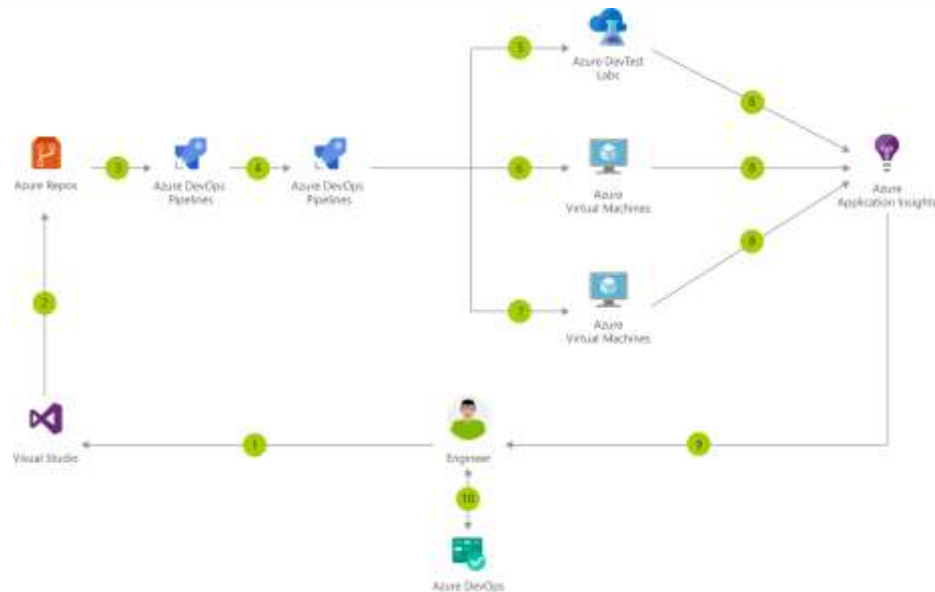 5
Azure DevTest
Labs
8
Azure Repos
3
Azure DevOps
Pipelines
4
Azure DevOps
Pipelines
6
Azure
Virtual Machines
8
Azure
Application Insights
8
2
7
Azure
Virtual Machines
Visual Studio
1
Engineer
9
10
Azure DevOps